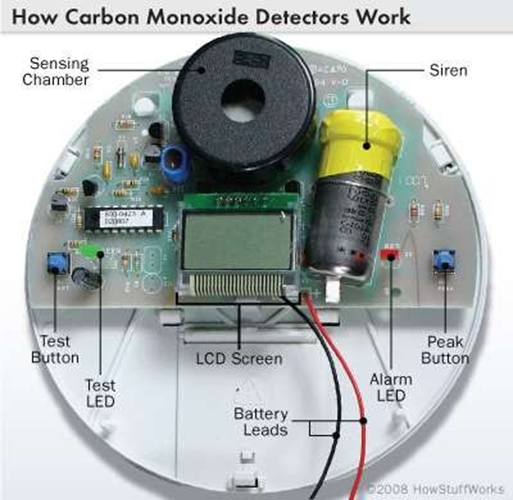 How Carbon Monoxide Detectors Work
Sensing
Chamber
Siren
Test
Button
Test
LED
LCD Screen
Battery
Leads
Alarm
LED
Peak
Button
©2008 HowStuffWorks